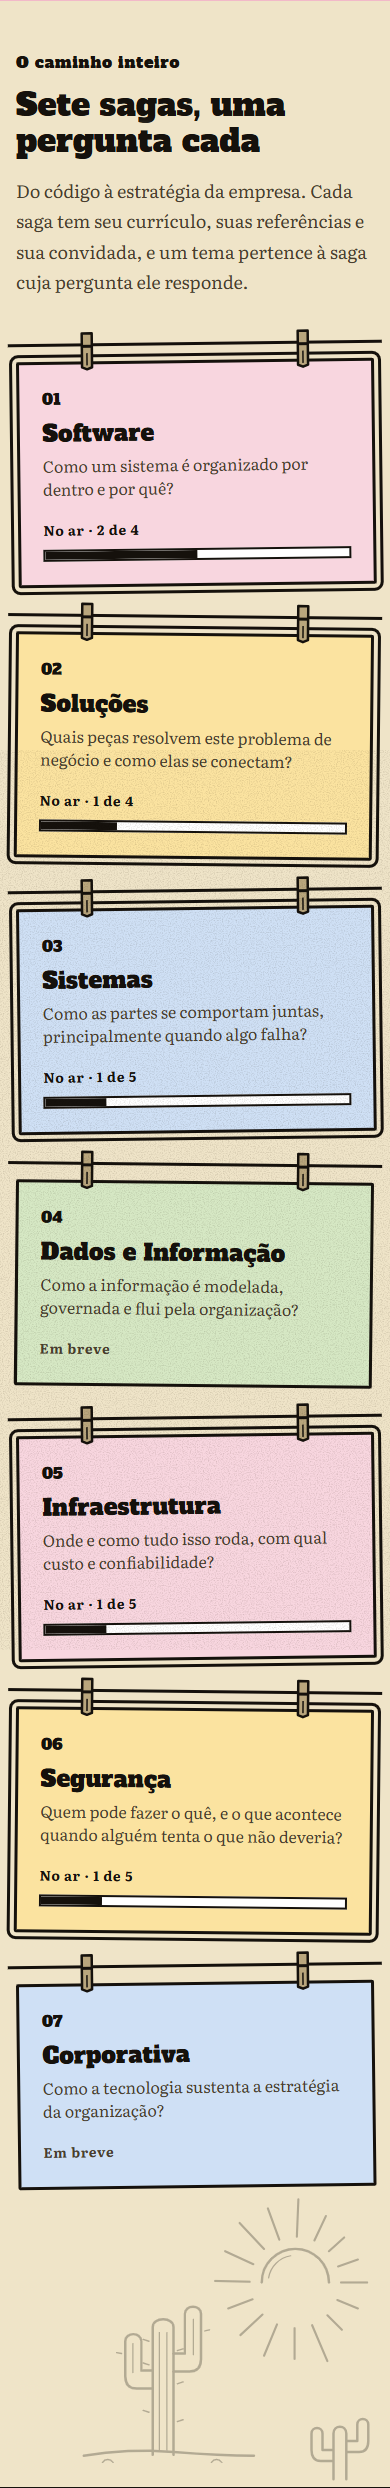 O caminho inteiro
Sete sagas, uma
pergunta cada
Do código à estratégia da empresa. Cada
saga tem seu currículo, suas referências e
sua convidada, e um tema pertence à saga
cuja pergunta ele responde.
01
Software
Como um sistema é organizado por
dentro e por quê?
No ar · 2 de 4
02
Soluções
Quais peças resolvem este problema de
negócio e como elas se conectam?
No ar · 1 de 4
03
Sistemas
Como as partes se comportam juntas,
principalmente quando algo falha?
No ar · 1 de 5
04
Dados e Informação
Como a informação é modelada,
governada e flui pela organização?
Em breve
05
Infraestrutura
Onde e como tudo isso roda, com qual
custo e confiabilidade?
No ar · 1 de 5
06
Segurança
Quem pode fazer o quê, e o que acontece
quando alguém tenta o que não deveria?
No ar · 1 de 5
07
Corporativa
Como a tecnologia sustenta a estratégia
da organização?
Em breve